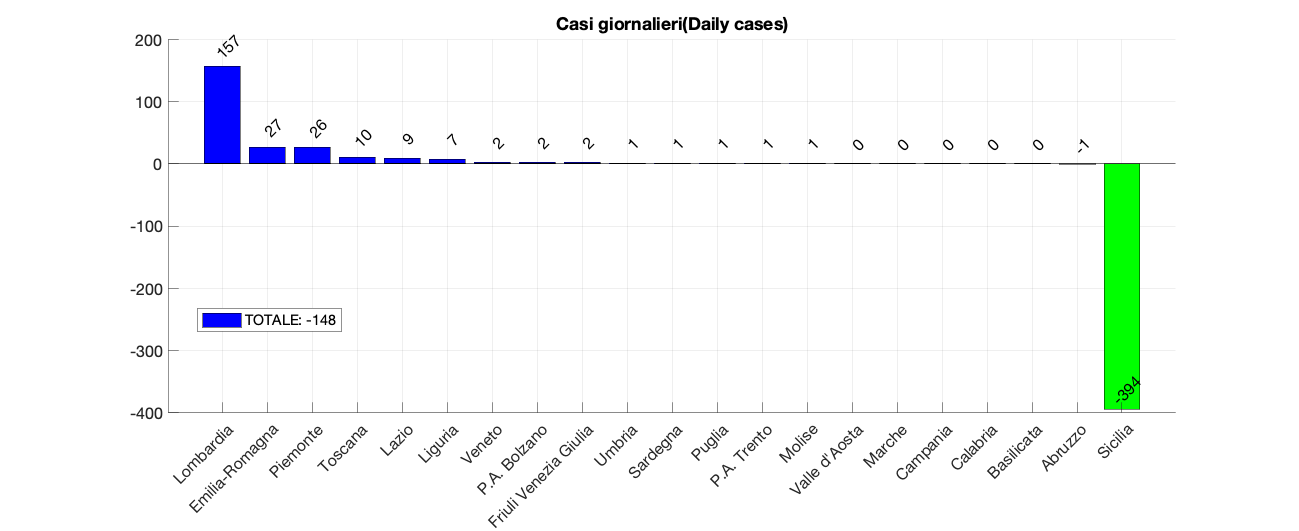 Casi giornalieri(Daily cases)
200
100
0
-100
-200
-300
-400
157
27
26
10
9
7
2
2
2
1
1
1
1
1
0
0
0
0
0
-1
-394
TOTALE: -148
Lombardia
Emilia-Romagna
Piemonte
Toscana
Lazio
Liguria
Veneto
P.A. Bolzano
Friuli Venezia Giulia
Umbria
Sardegna
Puglia
P.A. Trento
Molise
Valle d'Aosta
Marche
Campania
Calabria
Basilicata
Abruzzo
Sicilia